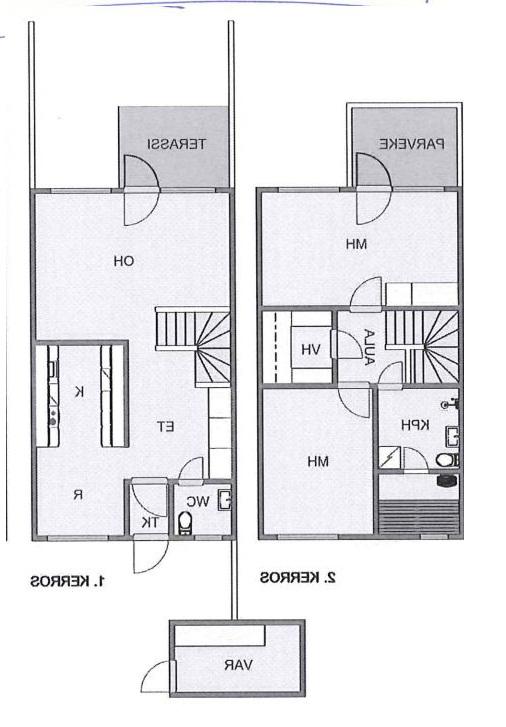 TERASSI
PARVEKE
OH
MH
VH
AULA
K
ET
KPH
MH
R
WC
TK
1. KERROS
2. KERROS
VAR